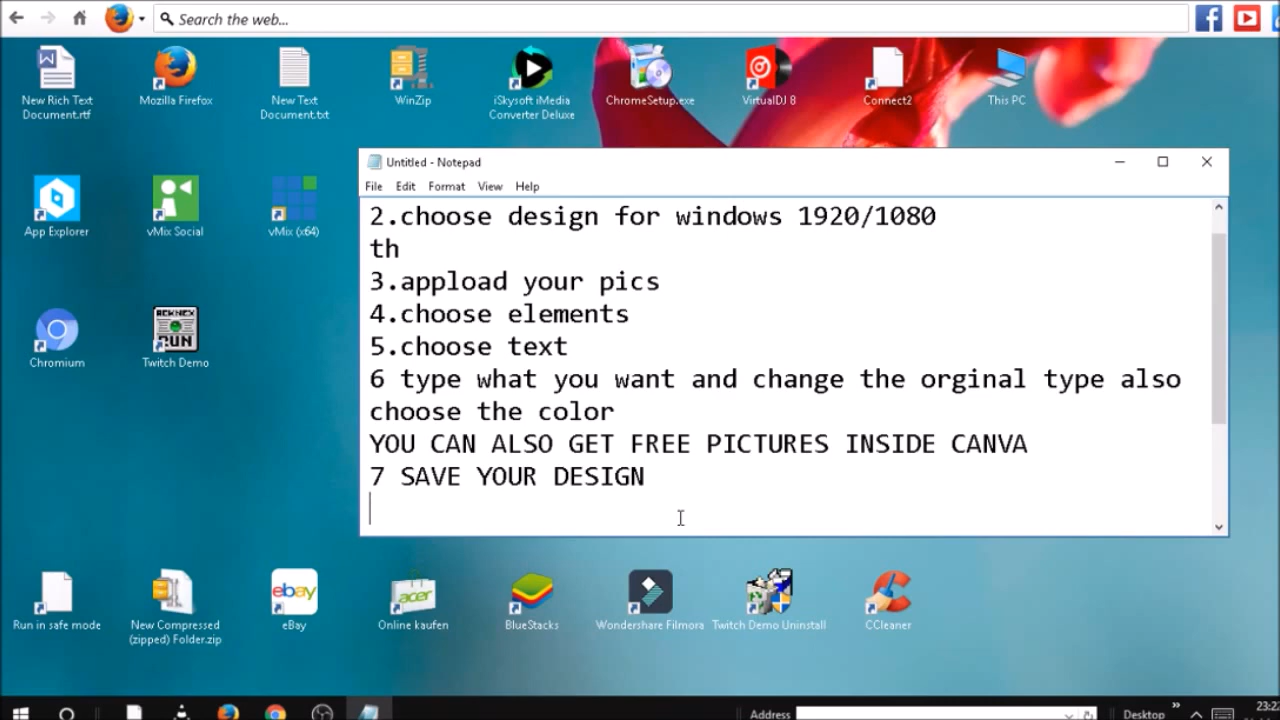 Search the web...
New Rich Text
Document.rtf
Mozilla Firefox
New Text
Document.txt
WinZip
iSkysoft iMedia
Converter Deluxe
ChromeSetup.exe
VirtualDJ 8
Connect2
This PC
Untitled - Notepad
File Edit Format View Help
2.choose design for windows 1920/1080
th
3.appload your pics
4.choose elements
5.choose text
6 type what you want and change the orginal type also
choose the color
YOU CAN ALSO GET FREE PICTURES INSIDE CANVA
7 SAVE YOUR DESIGN
App Explorer
vMix Social
vMix (x64)
Chromium
REKNEX
RUN
Twitch Demo
Run in safe mode
New Compressed
(zipped) Folder.zip
ebay
eBay
acer
Online kaufen
BlueStacks
Wondershare Filmora
Twitch Demo Uninstall
CCleaner
Address
Desktop